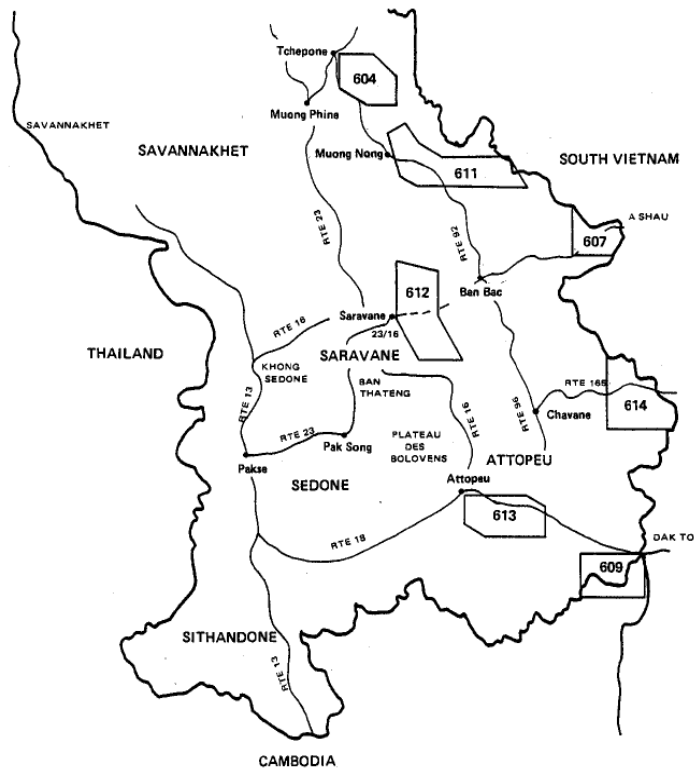 Tchepone
604
Muong Phine
SAVANNAKHET
SAVANNAKHET
Muong Nong
611
SOUTH VIETNAM
A SHAU
607
RTE 23
RTE 92
Ban Bac
612
Saravane
23/16
RTE 16
SARAVANE
THAILAND
KHONG
SEDONE
BAN
THATENG
RTE 16B
614
RTE 13
RTE 16
RTE 96
Chavane
RTE 23
Pak Song
PLATEAU
DES
BOLOVENS
ATTOPEU
Pakse
SEDONE
Attopeu
613
RTE 18
DAK TO
609
SITHANDONE
RTE 13
CAMBODIA